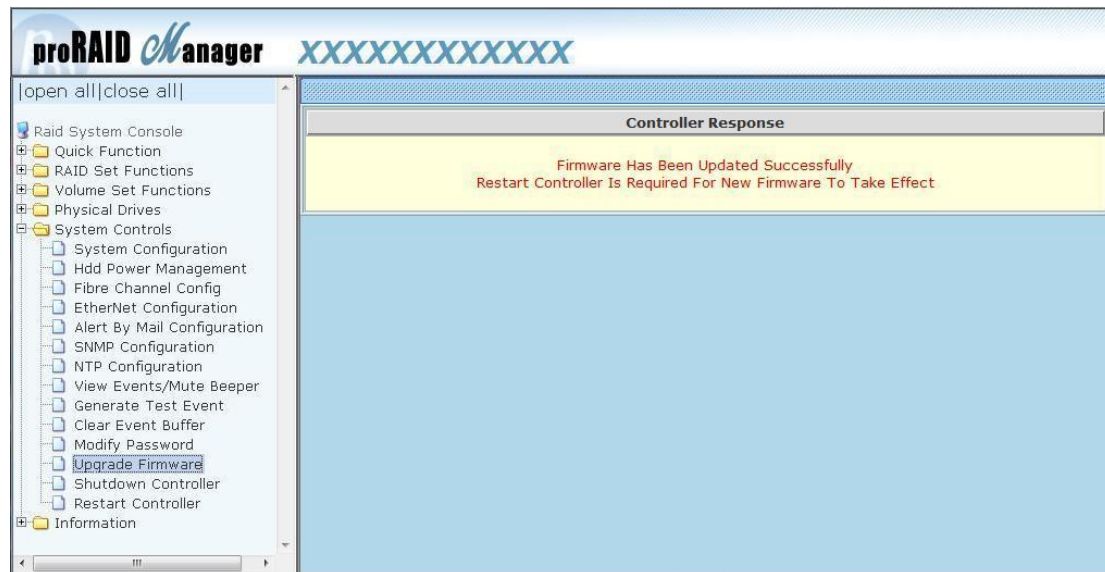 proRAID Manager XXXXXXXXXXXX
|open all|close all|
Raid System Console
Quick Function
RAID Set Functions
Volume Set Functions
Physical Drives
System Controls
System Configuration
Hdd Power Management
Fibre Channel Config
EtherNet Configuration
Alert By Mail Configuration
SNMP Configuration
NTP Configuration
View Events/Mute Beeper
Generate Test Event
Clear Event Buffer
Modify Password
Upgrade Firmware
Shutdown Controller
Restart Controller
Information
Controller Response
Firmware Has Been Updated Successfully
Restart Controller Is Required For New Firmware To Take Effect